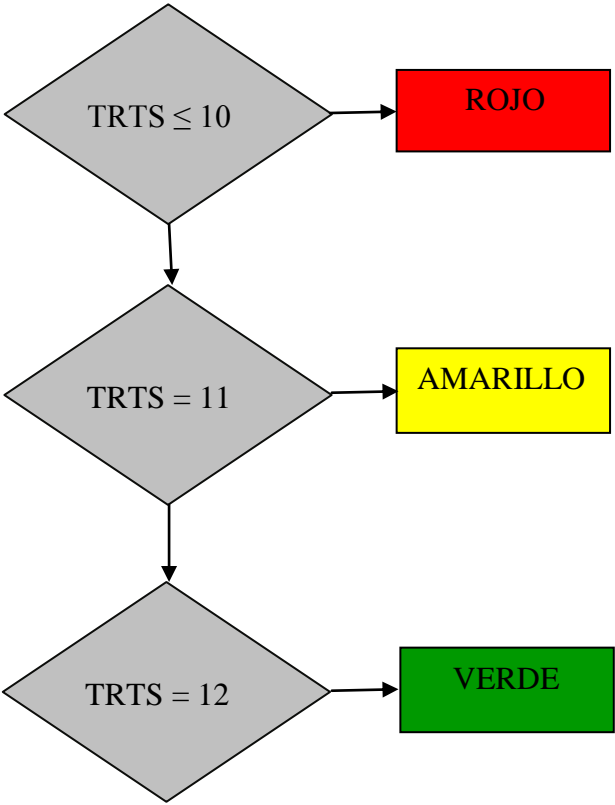 TRTS ≤ 10
ROJO
TRTS = 11
AMARILLO
TRTS = 12
VERDE